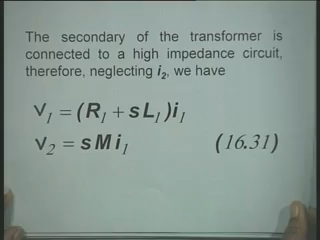 The secondary of the transformer is
connected to a high impedance circuit,
therefore, neglecting i₂, we have
v₁ = (R₁ + sL₁)i₁
v₂ = sMi₁ (16.31)